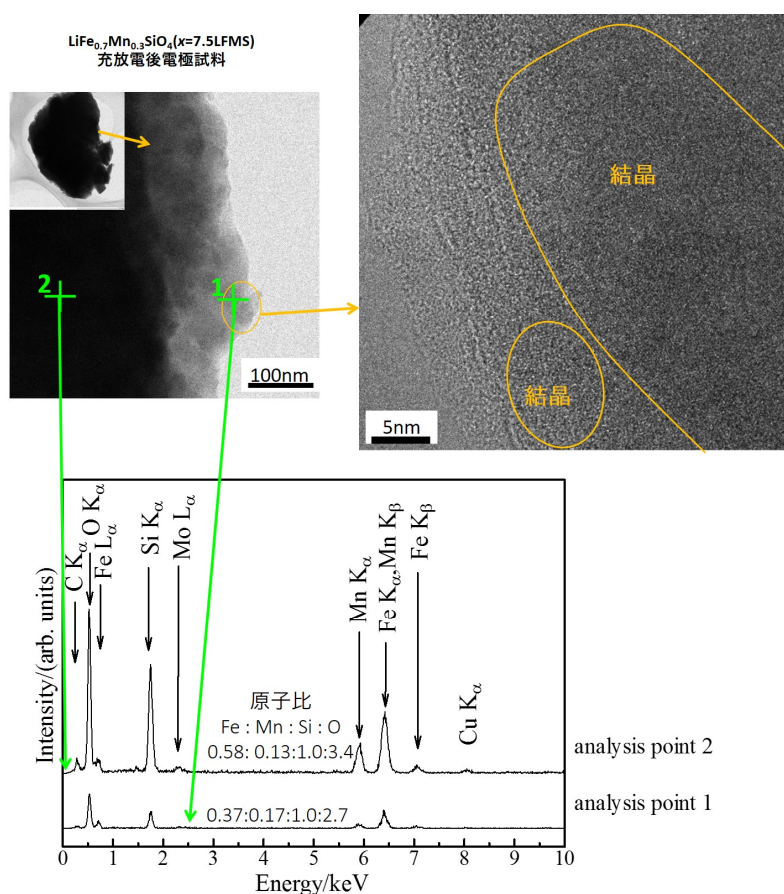 LiFe0.7Mn0.3SiO4(x=7.5LFMS)
充放電後電極試料
2
1
100nm
結晶
結晶
5nm
C Kα
O Kα
Fe Lα
Si Kα
Mo Lα
Mn Kα
Fe Kα,Mn Kβ
Fe Kβ
Cu Kα
Intensity/(arb. units)
原子比
Fe : Mn : Si : O
0.58: 0.13:1.0:3.4
analysis point 2
0.37:0.17:1.0:2.7
analysis point 1
0 1 2 3 4 5 6 7 8 9 10
Energy/keV